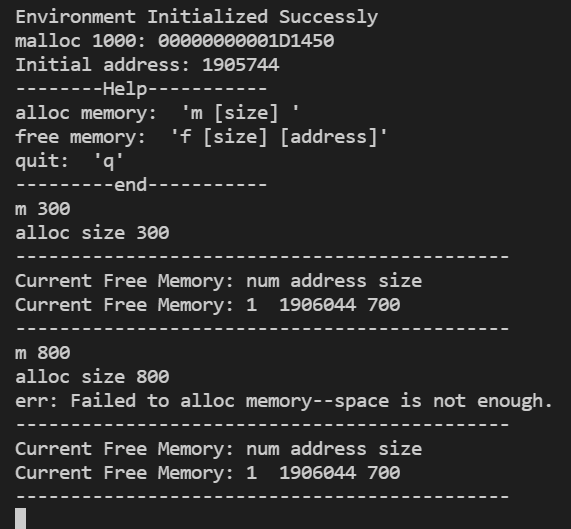 Environment Initialized Successly
malloc 1000: 00000000001D1450
Initial address: 1905744
--------Help-----------
alloc memory:  'm [size] '
free memory:  'f [size] [address]'
quit:  'q'
---------end-----------
m 300
alloc size 300
---------------------------------------------
Current Free Memory: num address size
Current Free Memory: 1  1906044 700
---------------------------------------------
m 800
alloc size 800
err: Failed to alloc memory--space is not enough.
---------------------------------------------
Current Free Memory: num address size
Current Free Memory: 1  1906044 700
---------------------------------------------